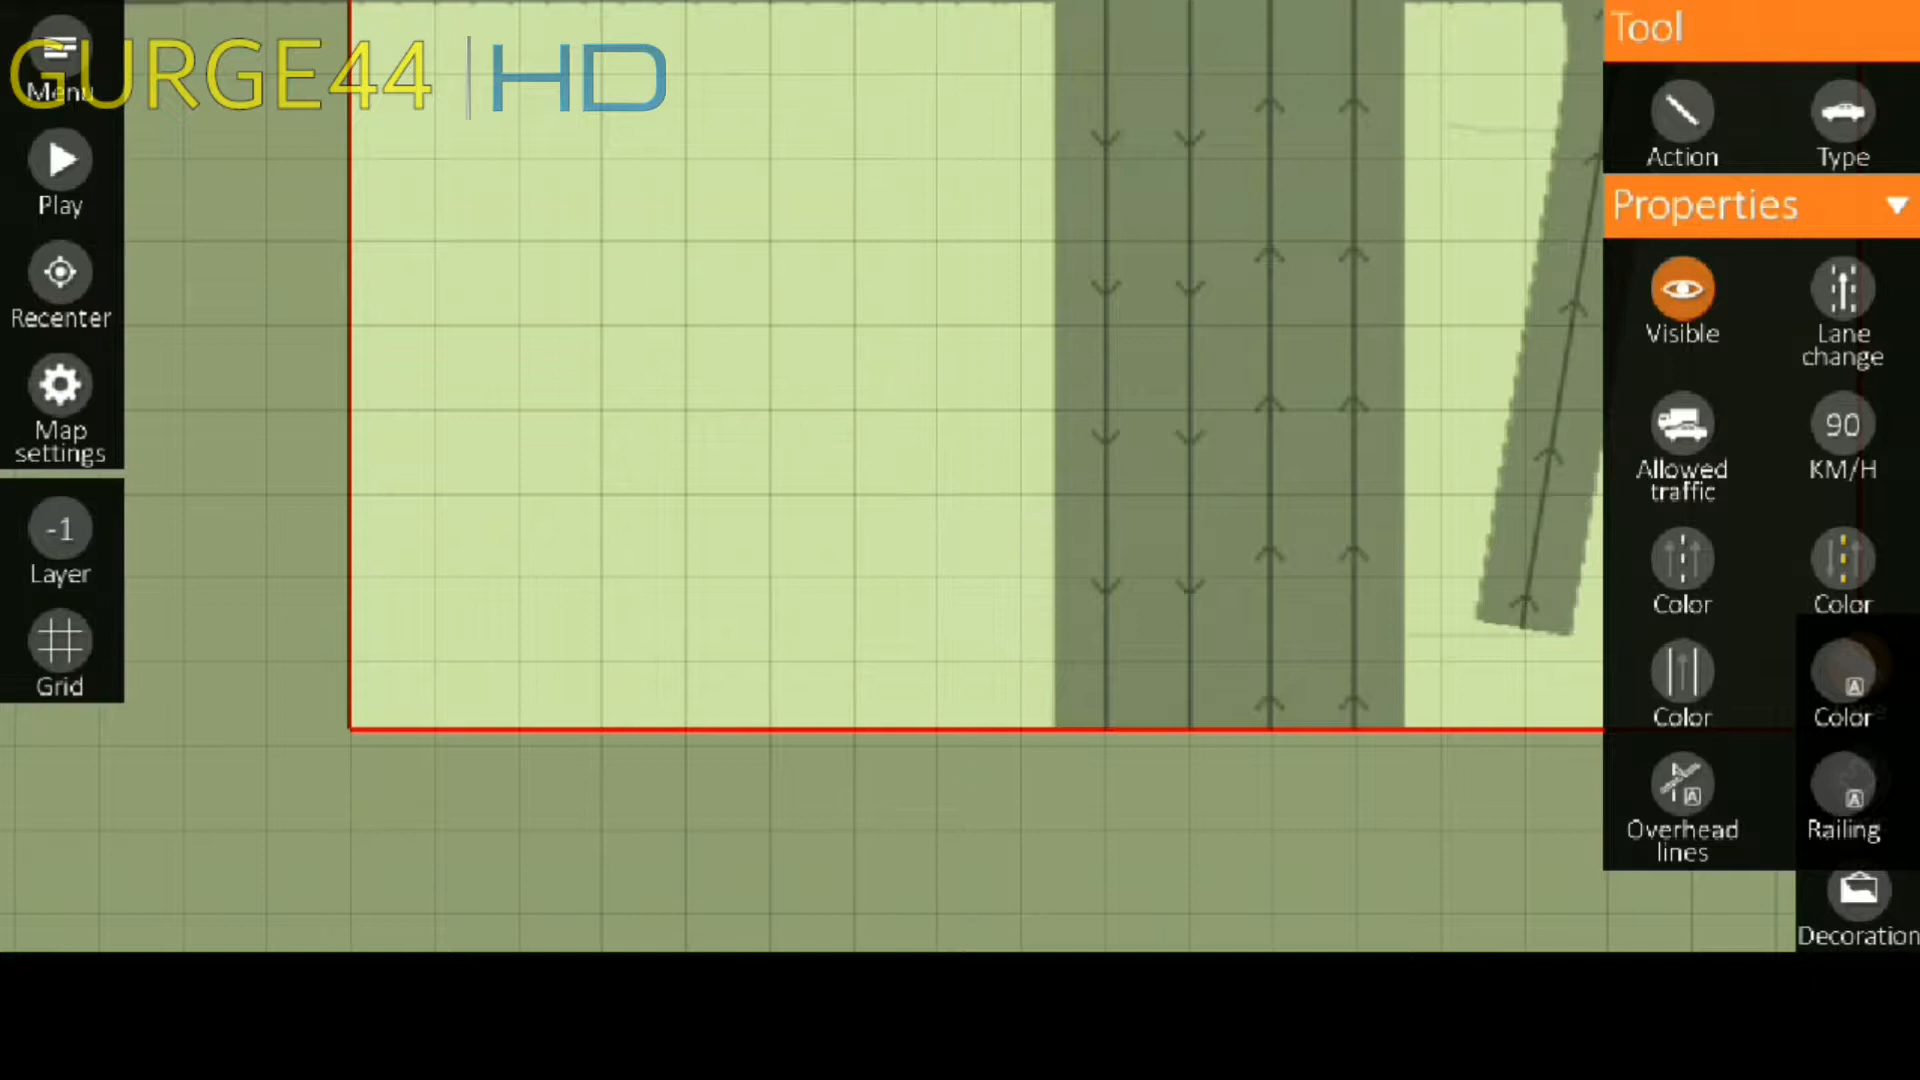 GURGE44 | HD
Menu
Play
Recenter
Map
settings
-1
Layer
Grid
Tool
Action
Type
Properties
Visible
Lane
change
Allowed
traffic
90
KM/H
Color
Color
Color
A
Color
A
Overhead
lines
A
Railing
Decoration